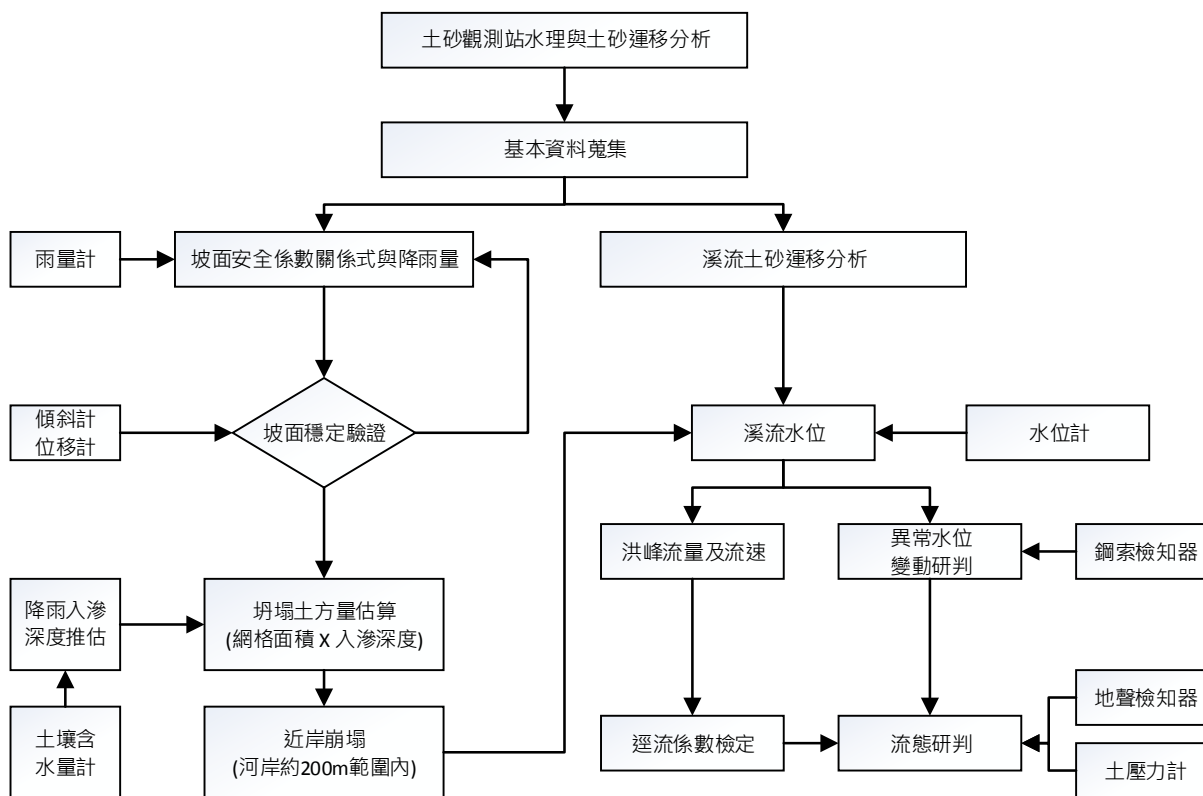 土砂觀測站水理與土砂運移分析
基本資料蒐集
雨量計
坡面安全係數關係式與降雨量
溪流土砂運移分析
傾斜計
位移計
坡面穩定驗證
溪流水位
水位計
洪峰流量及流速
異常水位
變動研判
鋼索檢知器
降雨入滲
深度推估
坍塌土方量估算
(網格面積 X 入滲深度)
土壤含
水量計
近岸崩塌
(河岸約200m範圍內)
逕流係數檢定
流態研判
地聲檢知器
土壓力計